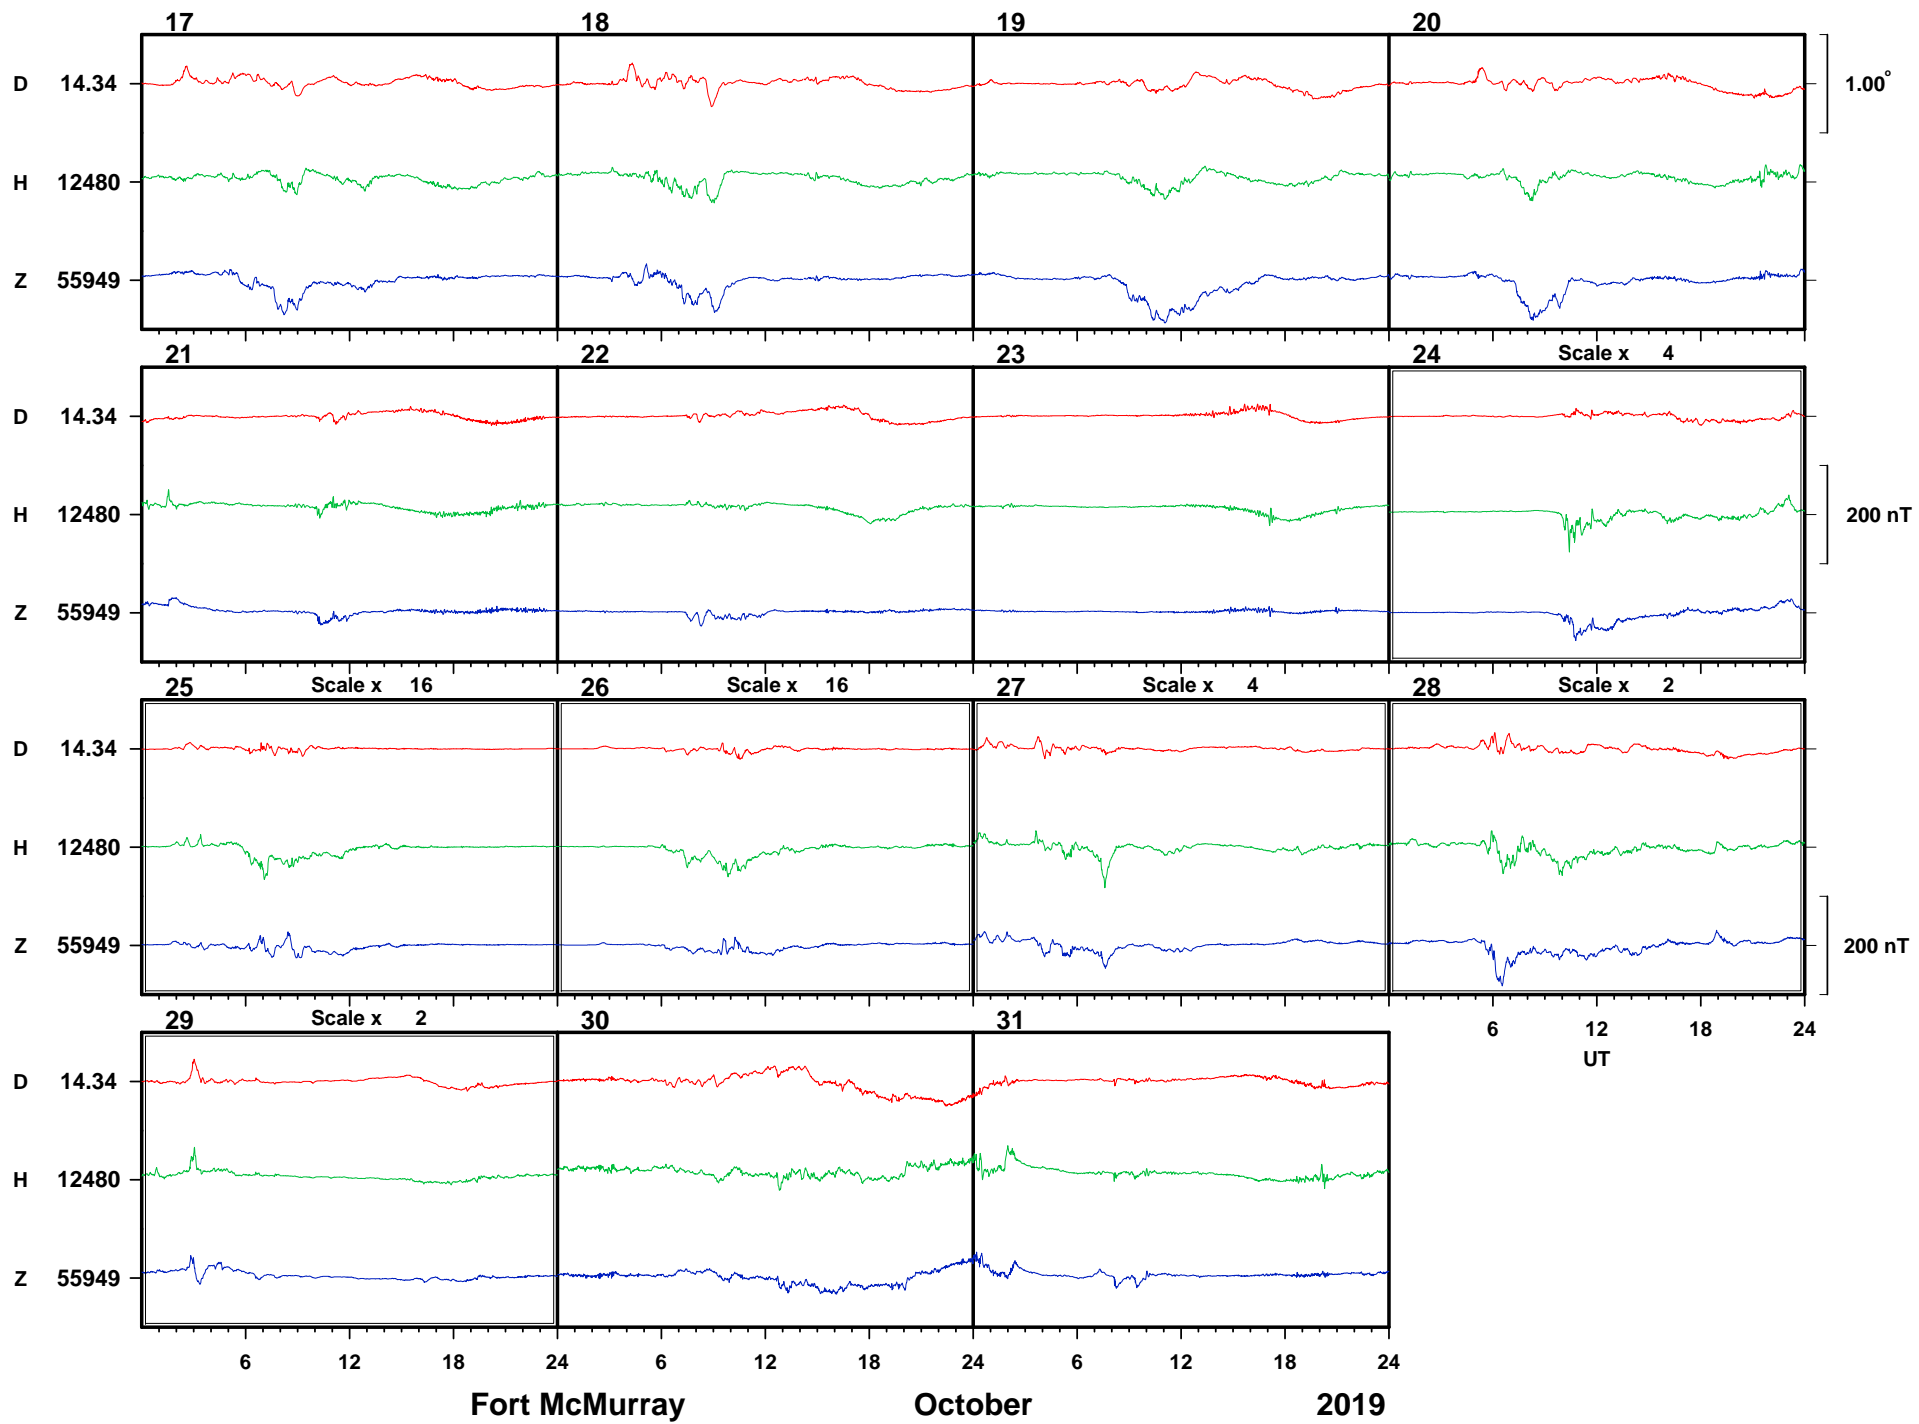 17 18 19 20
D 14.34 1.00°
H 12480
Z 55949
21 22 23 24 Scale x 4
D 14.34
H 12480 200 nT
Z 55949
25 Scale x 16 26 Scale x 16 27 Scale x 4 28 Scale x 2
D 14.34
H 12480
Z 55949 200 nT
29 Scale x 2 30 31
6 12 18 24
UT
D 14.34
H 12480
Z 55949
6 12 18 24 6 12 18 24 6 12 18 24
Fort McMurray October 2019